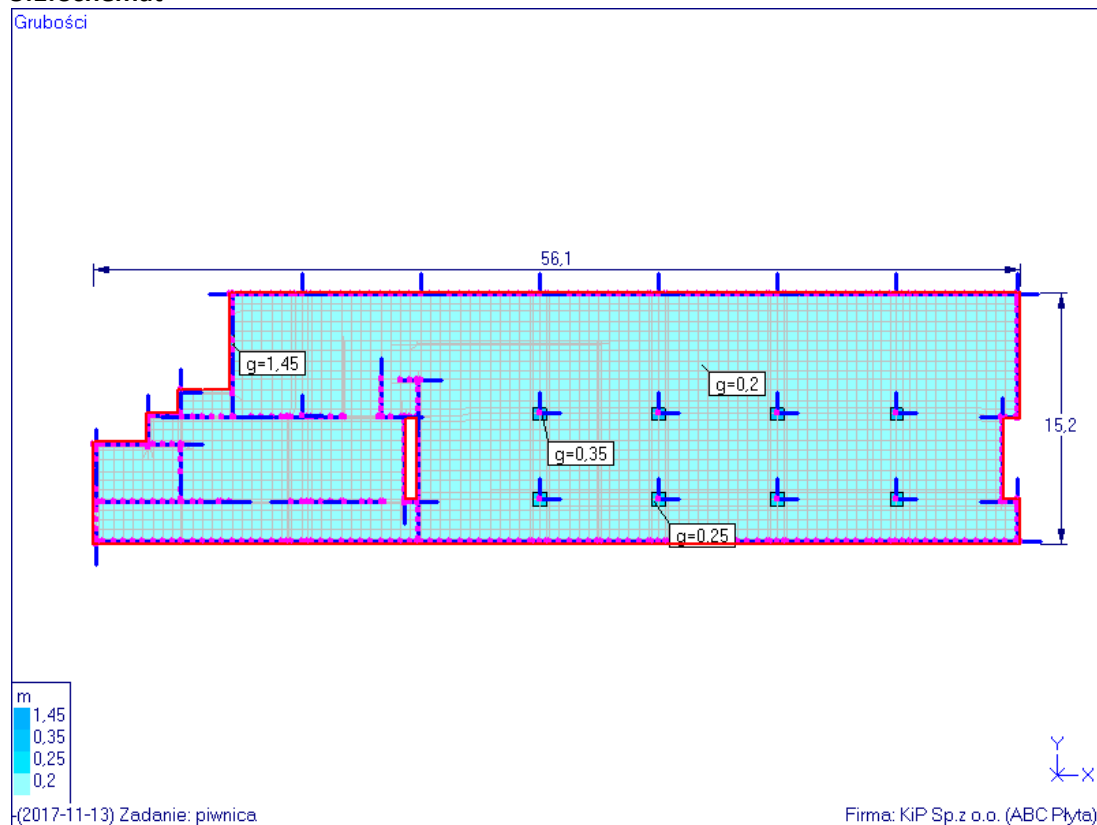 Grubości
56,1
g=1,45
g=0,2
15,2
g=0,35
g=0,25
m
1,45
0,35
0,25
0,2
Y
X
-(2017-11-13) Zadanie: piwnica
Firma: KiP Sp.z o.o. (ABC Płyta)